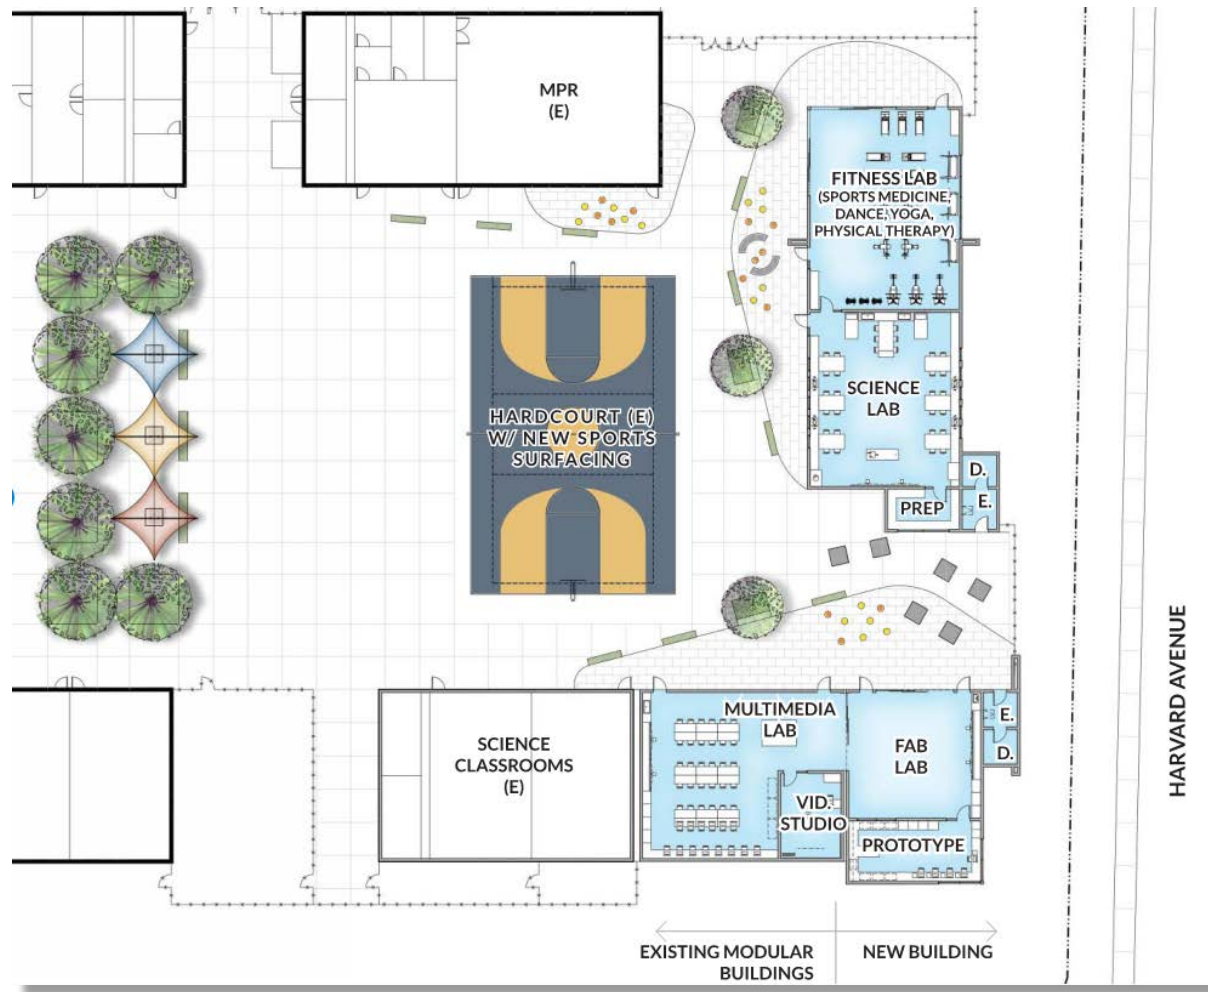 MPR
(E)
FITNESS LAB
(SPORTS MEDICINE,
DANCE, YOGA,
PHYSICAL THERAPY)
SCIENCE
LAB
HARDCOURT (E)
W/ NEW SPORTS
SURFACING
D.
E.
PREP
MULTIMEDIA
LAB
FAB
LAB
E.
D.
SCIENCE
CLASSROOMS
(E)
VID.
STUDIO
PROTOTYPE
HARVARD AVENUE
EXISTING MODULAR
BUILDINGS
NEW BUILDING